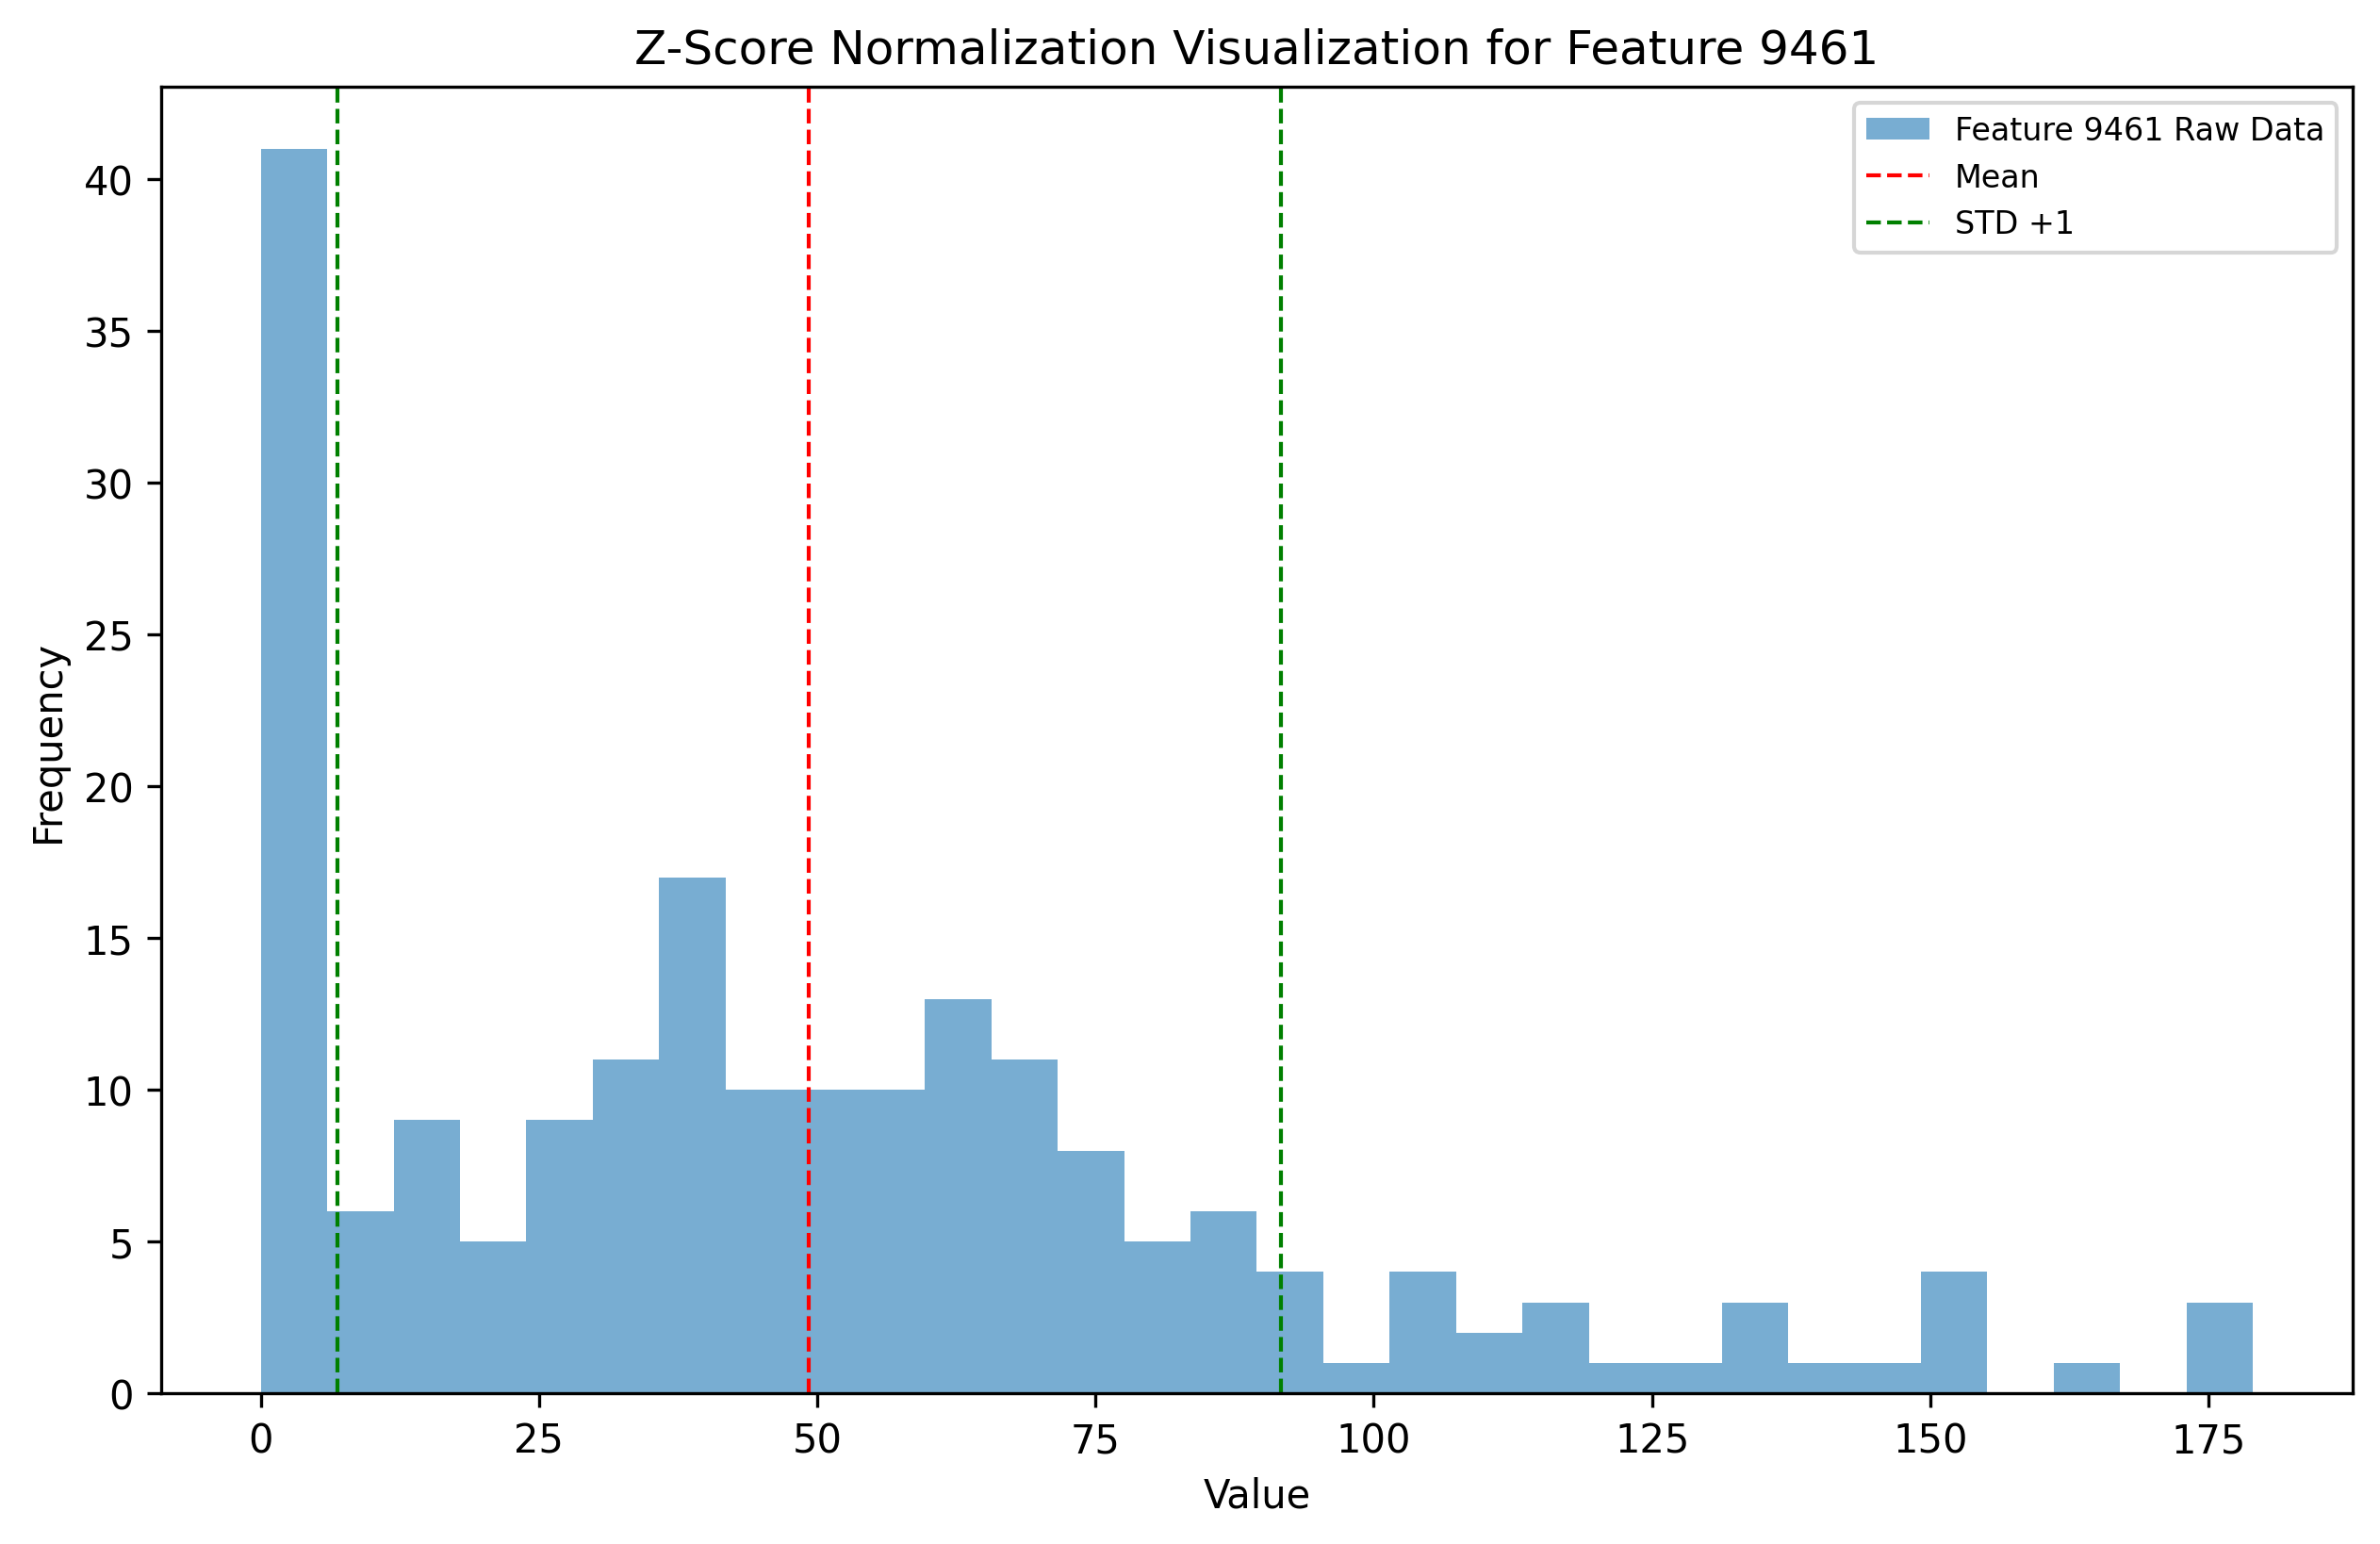 Z-Score Normalization Visualization for Feature 9461
Feature 9461 Raw Data
Mean
STD +1
Frequency
40
35
30
25
20
15
10
5
0
0 25 50 75 100 125 150 175
Value